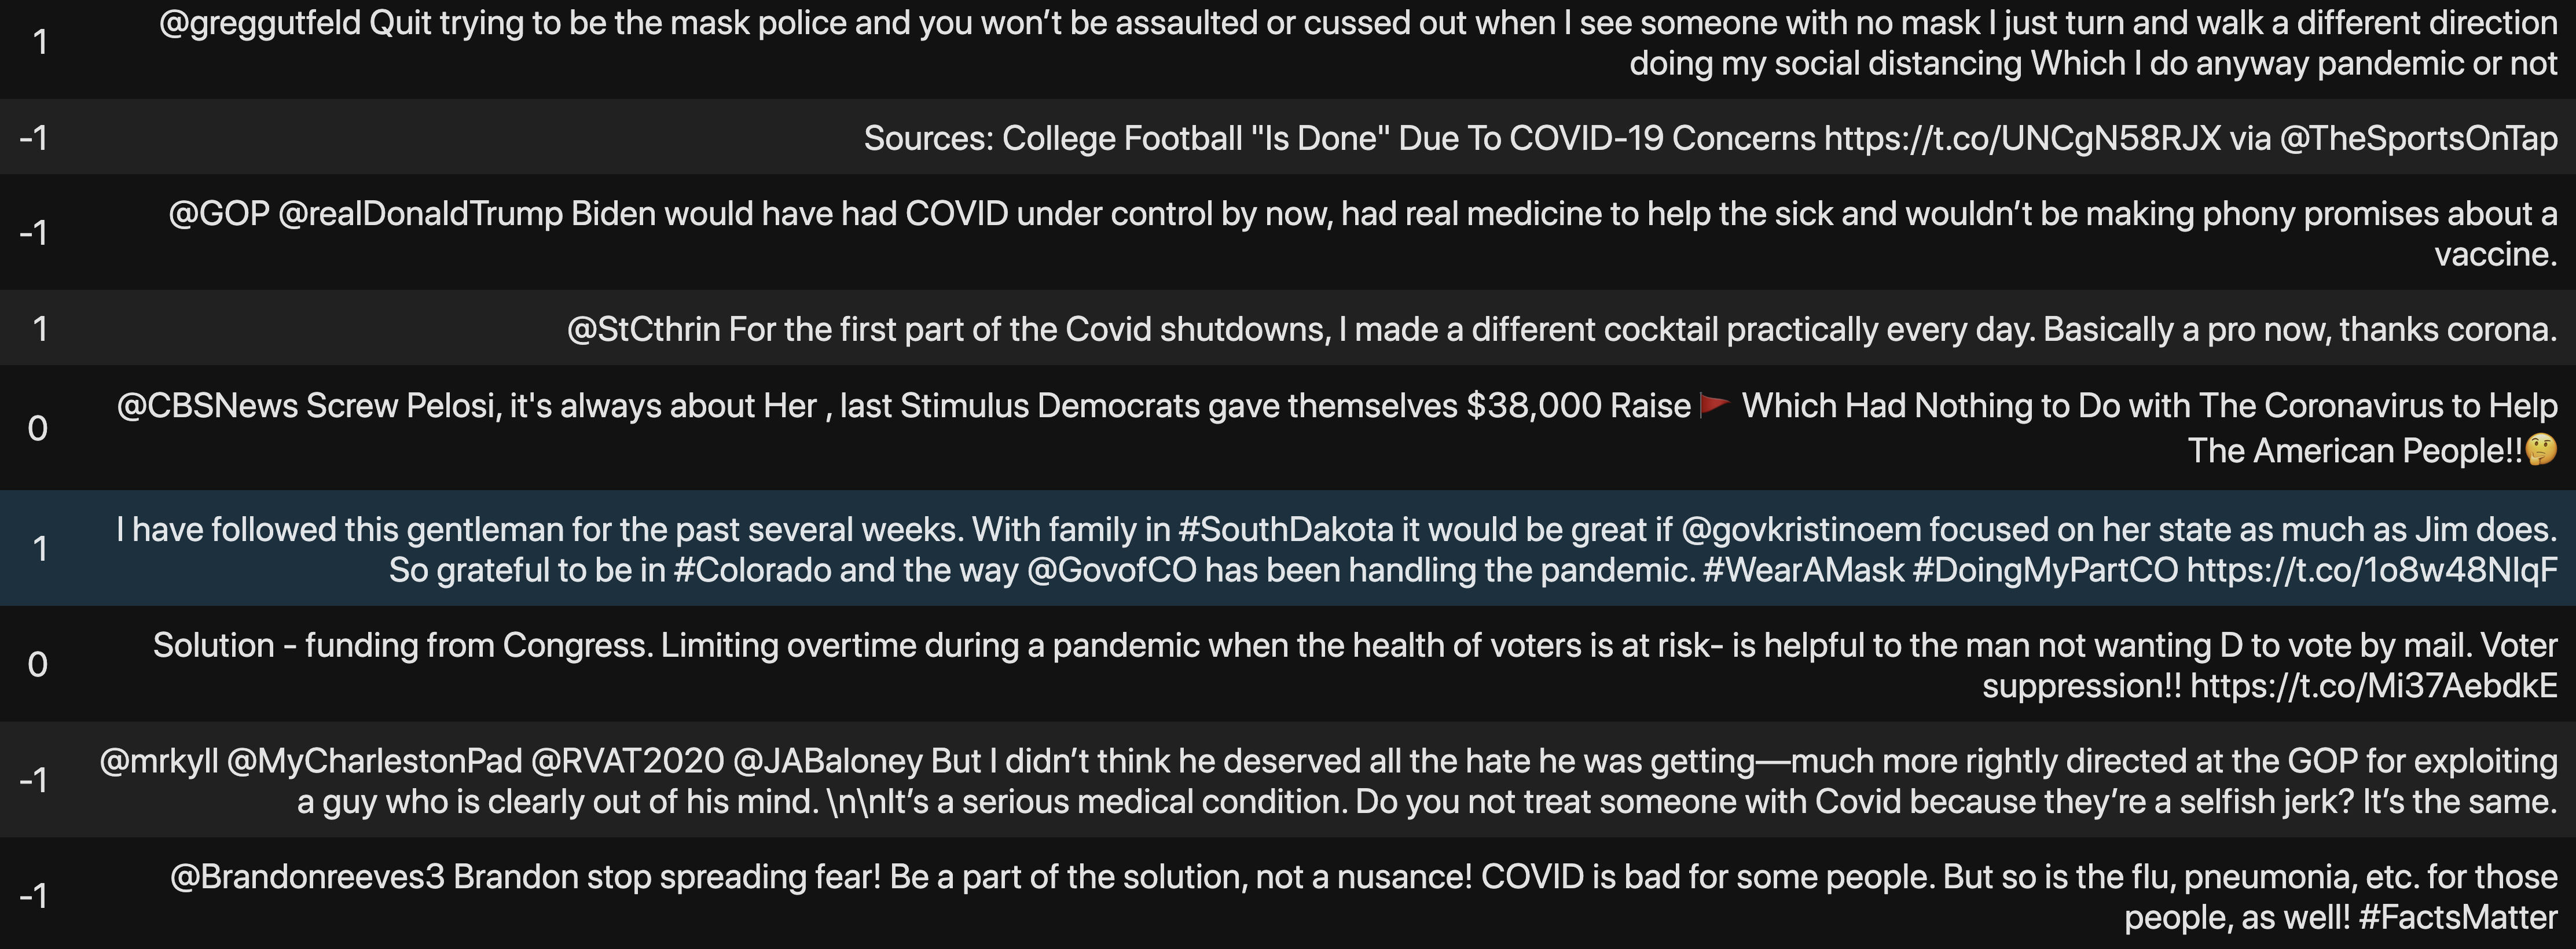 1 @greggutfeld Quit trying to be the mask police and you won’t be assaulted or cussed out when I see someone with no mask I just turn and walk a different direction
doing my social distancing Which I do anyway pandemic or not
-1 Sources: College Football "Is Done" Due To COVID-19 Concerns https://t.co/UNCgN58RJX via @TheSportsOnTap
-1 @GOP @realDonaldTrump Biden would have had COVID under control by now, had real medicine to help the sick and wouldn’t be making phony promises about a
vaccine.
1 @StCthrin For the first part of the Covid shutdowns, I made a different cocktail practically every day. Basically a pro now, thanks corona.
0 @CBSNews Screw Pelosi, it's always about Her , last Stimulus Democrats gave themselves $38,000 Raise 🚩 Which Had Nothing to Do with The Coronavirus to Help
The American People!!🤔
1 I have followed this gentleman for the past several weeks. With family in #SouthDakota it would be great if @govkristinoem focused on her state as much as Jim does.
So grateful to be in #Colorado and the way @GovofCO has been handling the pandemic. #WearAMask #DoingMyPartCO https://t.co/1o8w48NlqF
0 Solution - funding from Congress. Limiting overtime during a pandemic when the health of voters is at risk- is helpful to the man not wanting D to vote by mail. Voter
suppression!! https://t.co/Mi37AebdkE
-1 @mrkyll @MyCharlestonPad @RVAT2020 @JABaloney But I didn’t think he deserved all the hate he was getting—much more rightly directed at the GOP for exploiting
a guy who is clearly out of his mind. \n\nIt’s a serious medical condition. Do you not treat someone with Covid because they’re a selfish jerk? It’s the same.
-1 @Brandonreeves3 Brandon stop spreading fear! Be a part of the solution, not a nusance! COVID is bad for some people. But so is the flu, pneumonia, etc. for those
people, as well! #FactsMatter